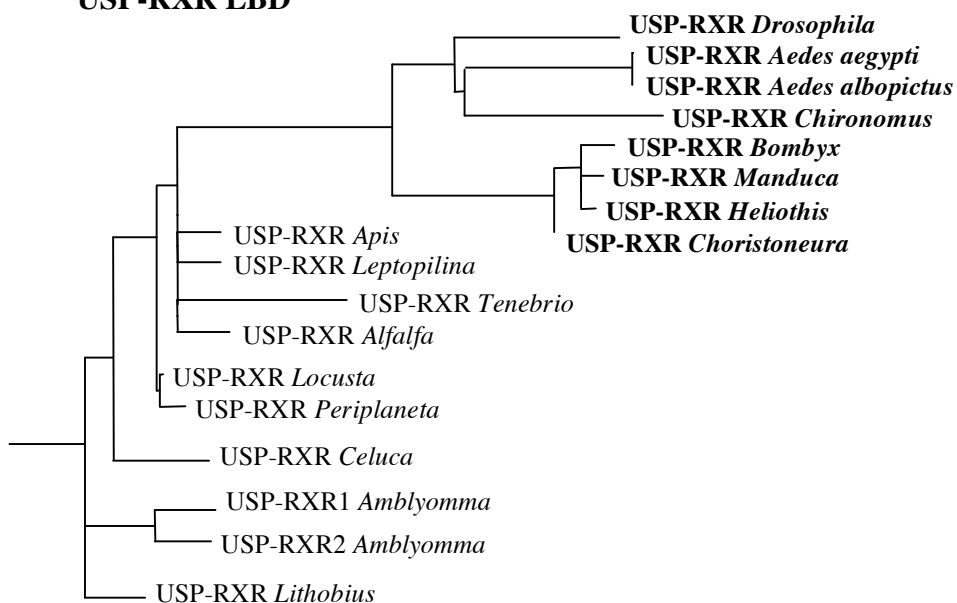 USP-RXR LBD
USP-RXR Drosophila
USP-RXR Aedes aegypti
USP-RXR Aedes albopictus
USP-RXR Chironomus
USP-RXR Bombyx
USP-RXR Manduca
USP-RXR Heliothis
USP-RXR Choristoneura
USP-RXR Apis
USP-RXR Leptopilina
USP-RXR Tenebrio
USP-RXR Alfalfa
USP-RXR Locusta
USP-RXR Periplaneta
USP-RXR Celuca
USP-RXR1 Amblyomma
USP-RXR2 Amblyomma
USP-RXR Lithobius